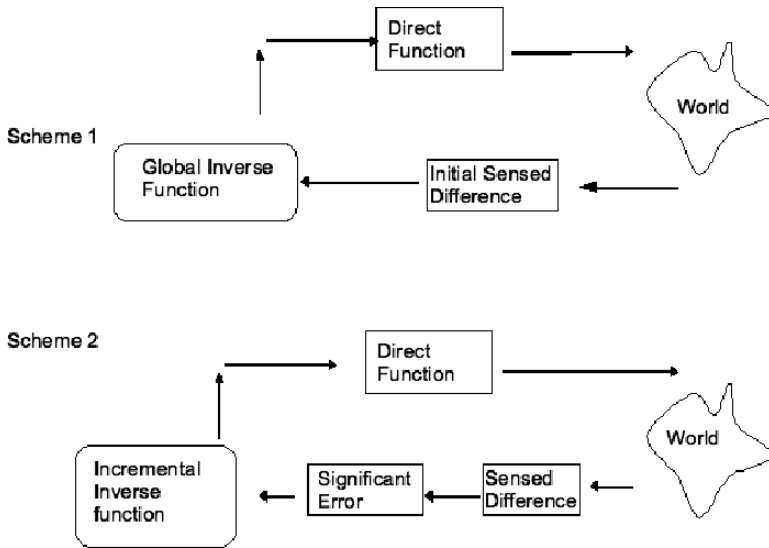 Direct
Function
World
Scheme 1
Global Inverse
Function
Initial Sensed
Difference
Scheme 2
Direct
Function
World
Incremental
Inverse
function
Significant
Error
Sensed
Difference